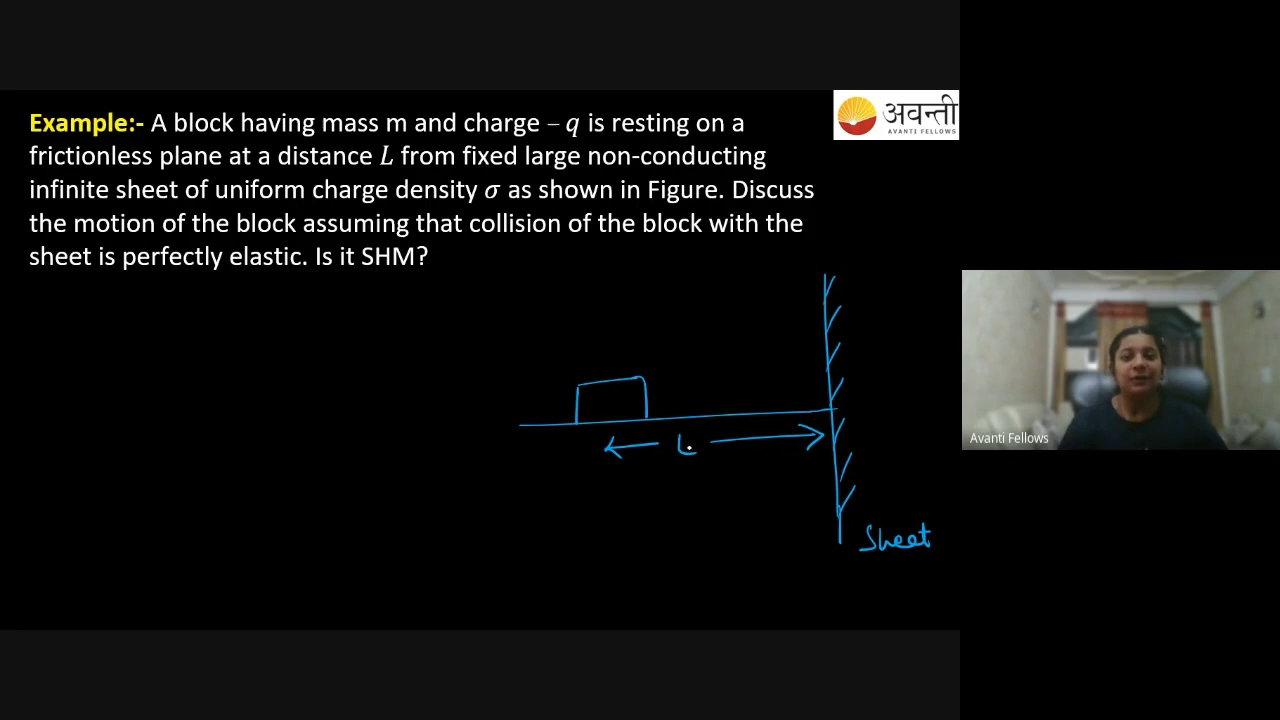 Example:- A block having mass m and charge – q is resting on a
frictionless plane at a distance L from fixed large non-conducting
infinite sheet of uniform charge density σ as shown in Figure. Discuss
the motion of the block assuming that collision of the block with the
sheet is perfectly elastic. Is it SHM?
अवन्ती
AVANTI FELLOWS
L
Sheet
Avanti Fellows